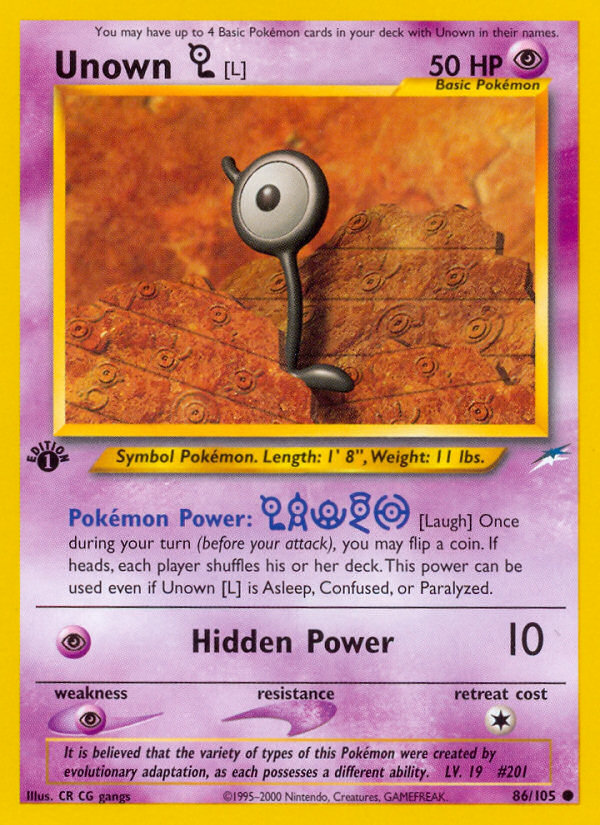 You may have up to 4 Basic Pokémon cards in your deck with Unown in their names.
Unown L [L] 50 HP
Basic Pokémon
EDITION 1
Symbol Pokémon. Length: 1' 8", Weight: 11 lbs.
Pokémon Power: LAUGH [Laugh] Once
during your turn (before your attack), you may flip a coin. If
heads, each player shuffles his or her deck. This power can be
used even if Unown [L] is Asleep, Confused, or Paralyzed.
Hidden Power 10
weakness resistance retreat cost
It is believed that the variety of types of this Pokémon were created by
evolutionary adaptation, as each possesses a different ability. LV. 19 #201
Illus. CR CG gangs ©1995-2000 Nintendo, Creatures, GAMEFREAK. 86/105 ●